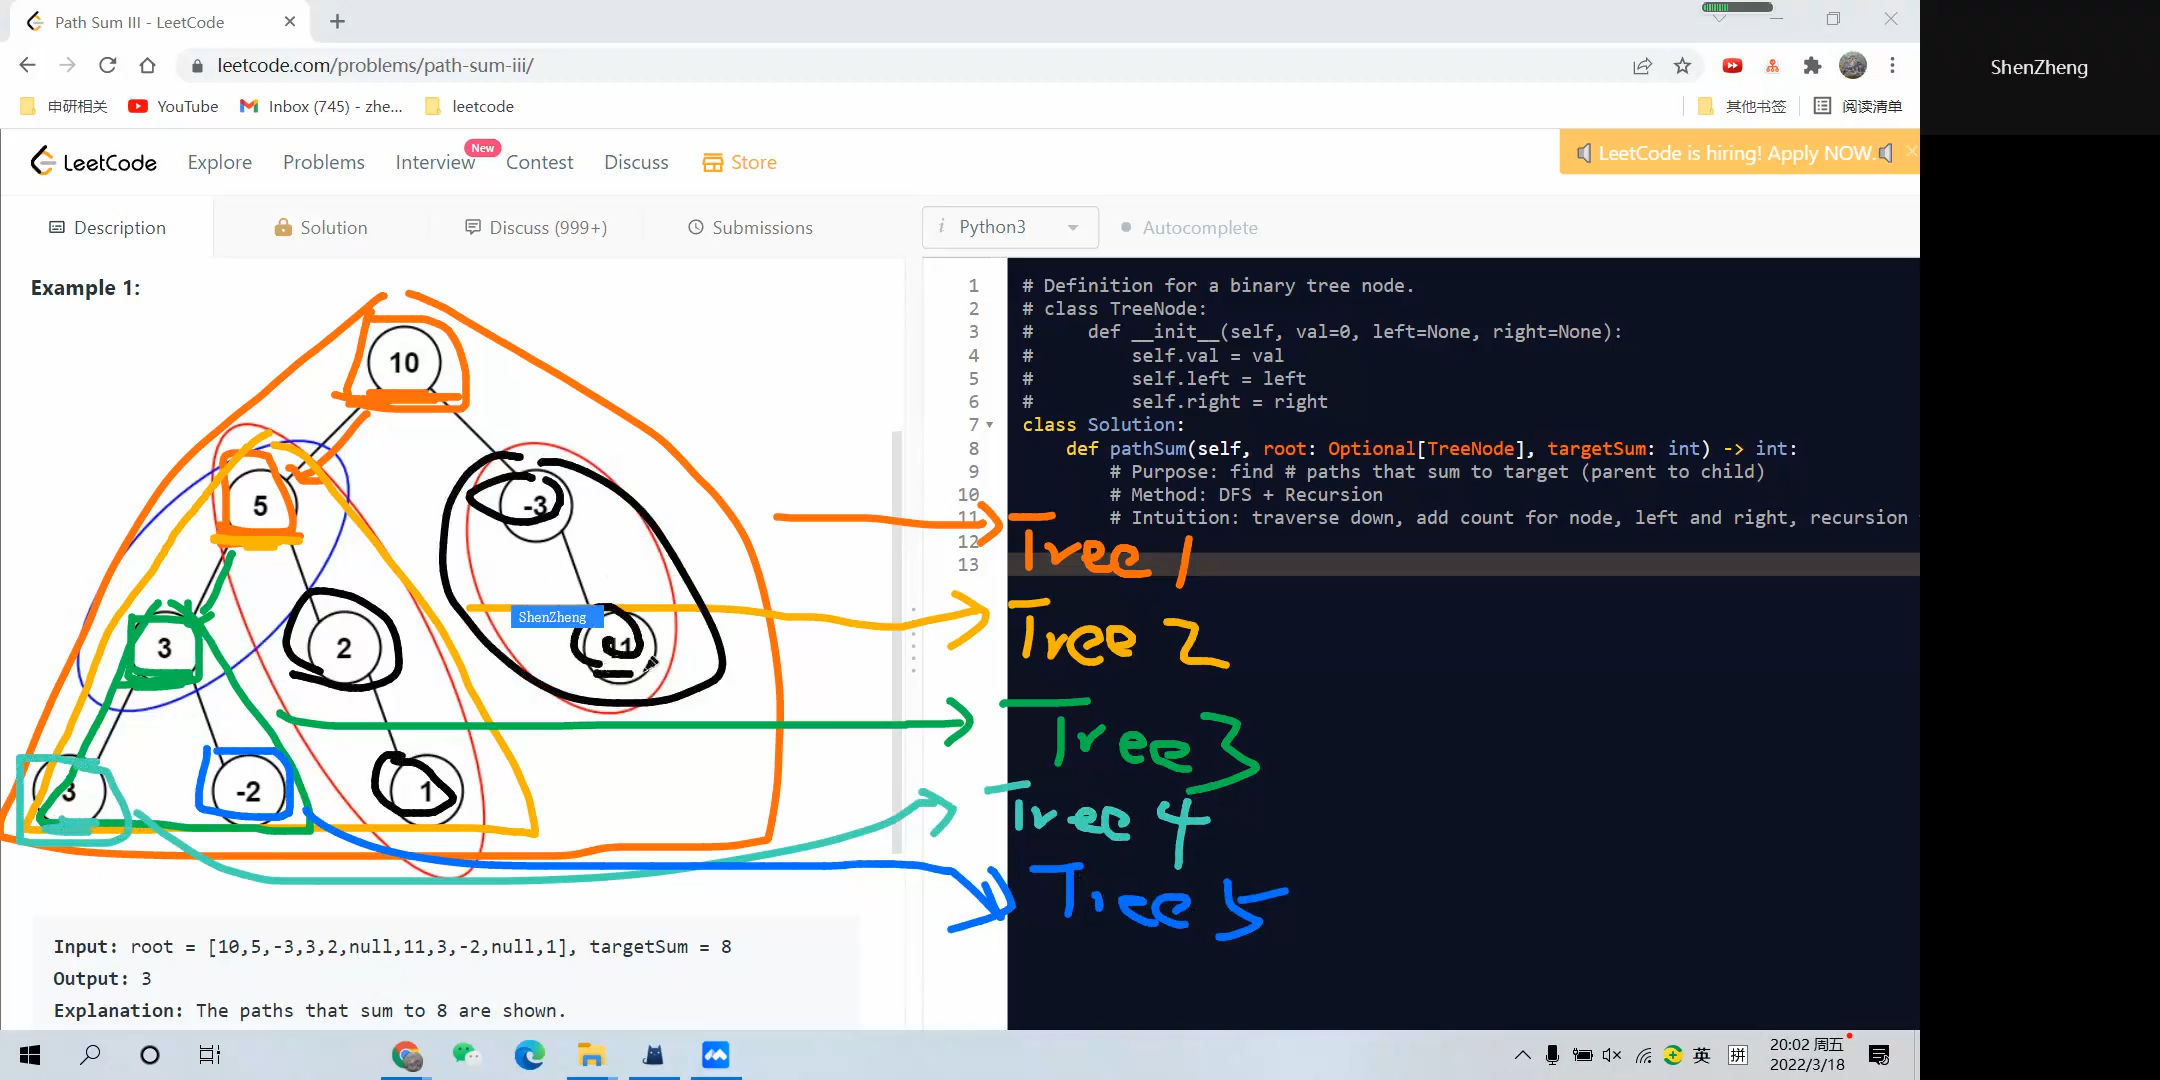 Path Sum III - LeetCode
ShenZheng
leetcode.com/problems/path-sum-iii/
申研相关 YouTube Inbox (745) - zhe... leetcode 其他书签 阅读清单
LeetCode Explore Problems Interview New Contest Discuss Store
LeetCode is hiring! Apply NOW.
Description Solution Discuss (999+) Submissions
i Python3 Autocomplete
Example 1:
10
5 -3
3 2 11
3 -2 1
ShenZheng
1 # Definition for a binary tree node.
2 # class TreeNode:
3 #     def __init__(self, val=0, left=None, right=None):
4 #         self.val = val
5 #         self.left = left
6 #         self.right = right
7 class Solution:
8     def pathSum(self, root: Optional[TreeNode], targetSum: int) -> int:
9         # Purpose: find # paths that sum to target (parent to child)
10         # Method: DFS + Recursion
11         # Intuition: traverse down, add count for node, left and right, recursion
12
13
Tree 1
Tree 2
Tree 3
Tree 4
Tree 5
Input: root = [10,5,-3,3,2,null,11,3,-2,null,1], targetSum = 8
Output: 3
Explanation: The paths that sum to 8 are shown.
英 拼 20:02 周五
2022/3/18